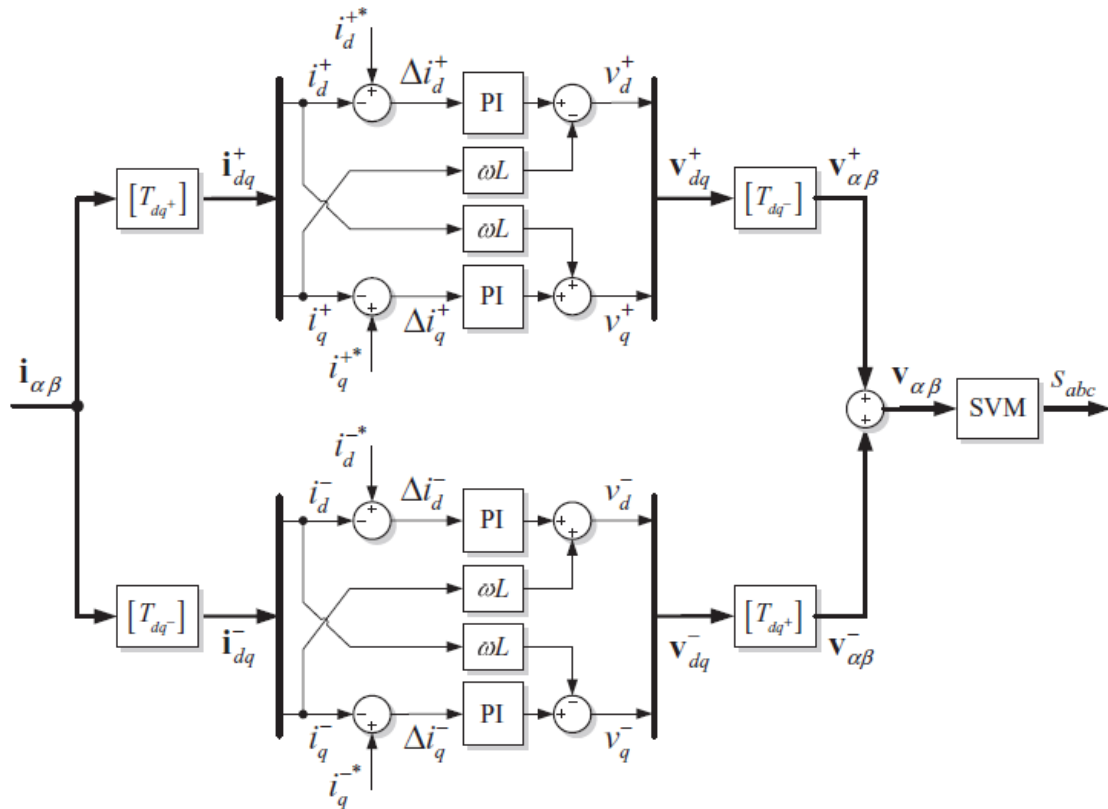 i_d^{+*}
i_d^+ Δi_d^+ PI v_d^+
ωL
i_{dq}^+ [T_{dq^+}] v_{dq}^+ [T_{dq^-}] v_{αβ}^+
ωL
i_q^+ Δi_q^+ PI v_q^+
i_q^{+*}
i_{αβ} v_{αβ} SVM s_{abc}
i_d^{-*}
i_d^- Δi_d^- PI v_d^-
ωL
[T_{dq^-}] i_{dq}^- v_{dq}^- [T_{dq^+}] v_{αβ}^-
ωL
i_q^- Δi_q^- PI v_q^-
i_q^{-*}